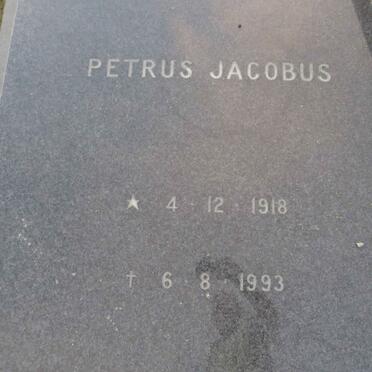 PETRUS JACOBUS
★ 4 · 12 · 1918
† 6 · 8 · 1993